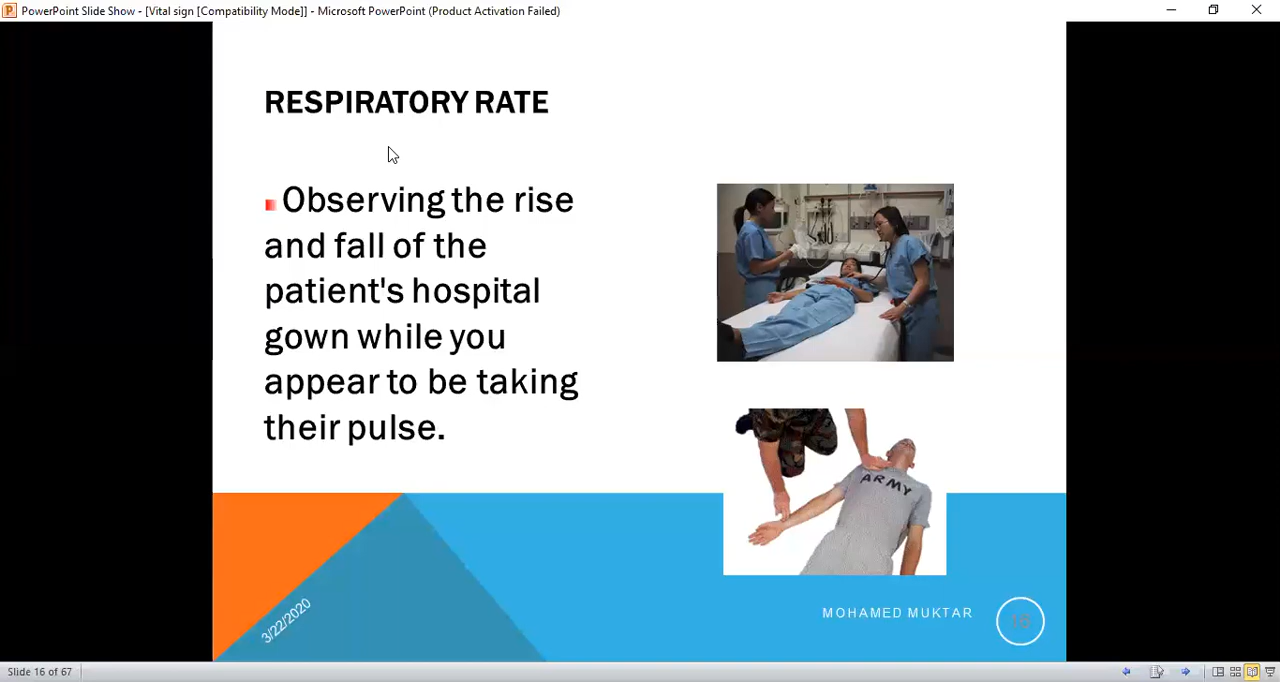 PowerPoint Slide Show - [Vital sign [Compatibility Mode]] - Microsoft PowerPoint (Product Activation Failed)
RESPIRATORY RATE
Observing the rise
and fall of the
patient's hospital
gown while you
appear to be taking
their pulse.
ARMY
3/22/2020
MOHAMED MUKTAR
16
Slide 16 of 67